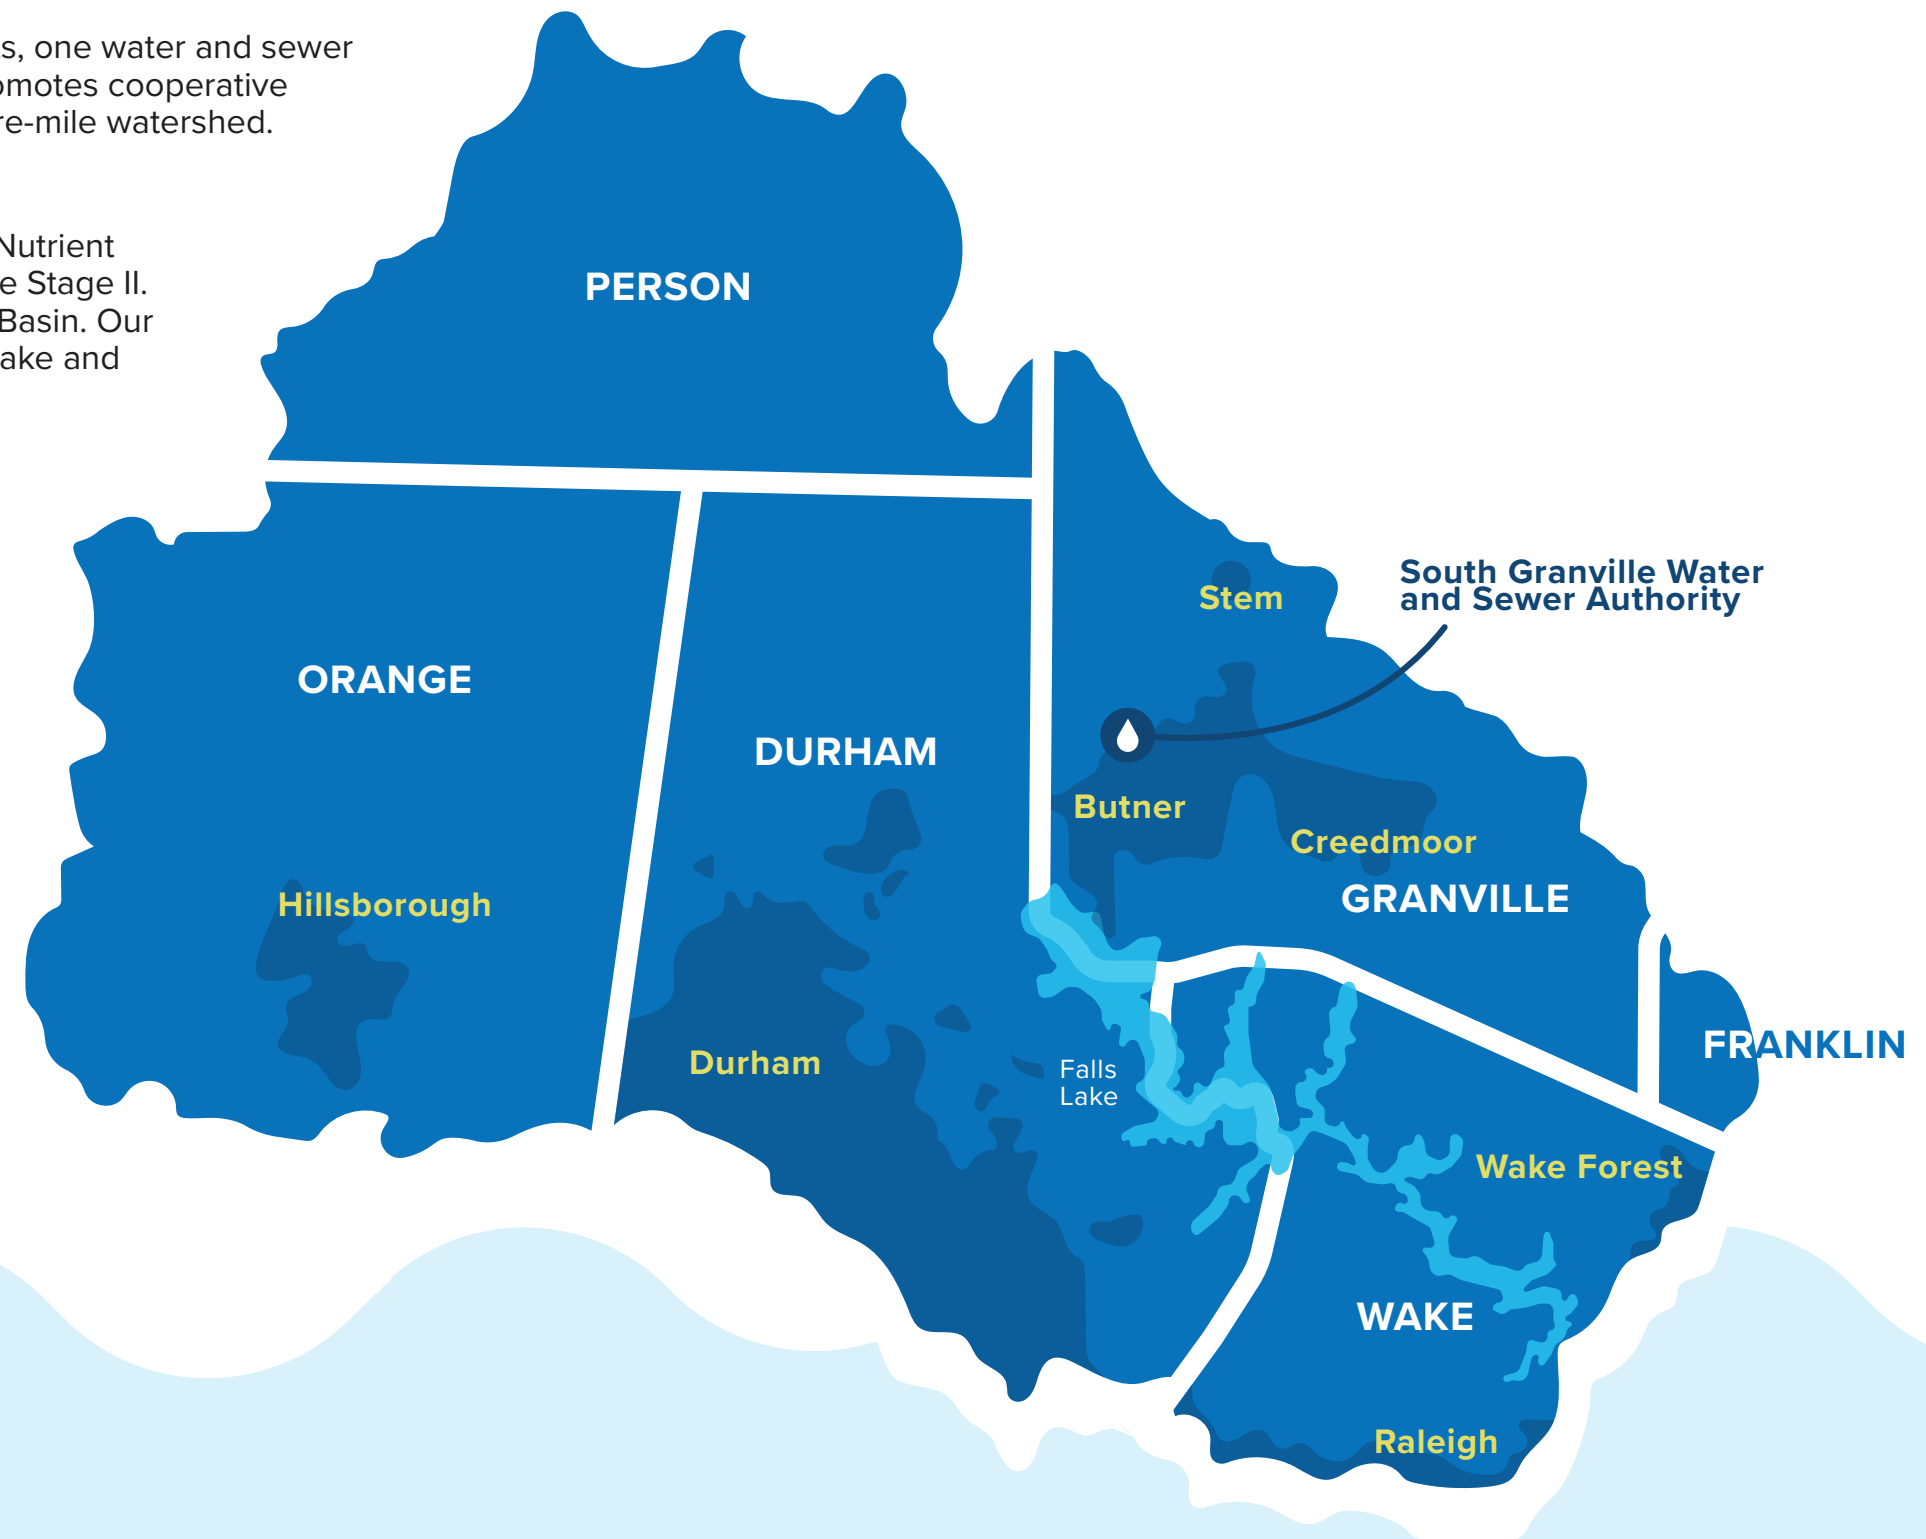 s, one water and sewer
omotes cooperative
re-mile watershed.
Nutrient
e Stage II.
Basin. Our
ake and
PERSON
South Granville Water
and Sewer Authority
Stem
ORANGE
DURHAM
Butner
Creedmoor
GRANVILLE
Hillsborough
FRANKLIN
Durham
Falls
Lake
Wake Forest
WAKE
Raleigh